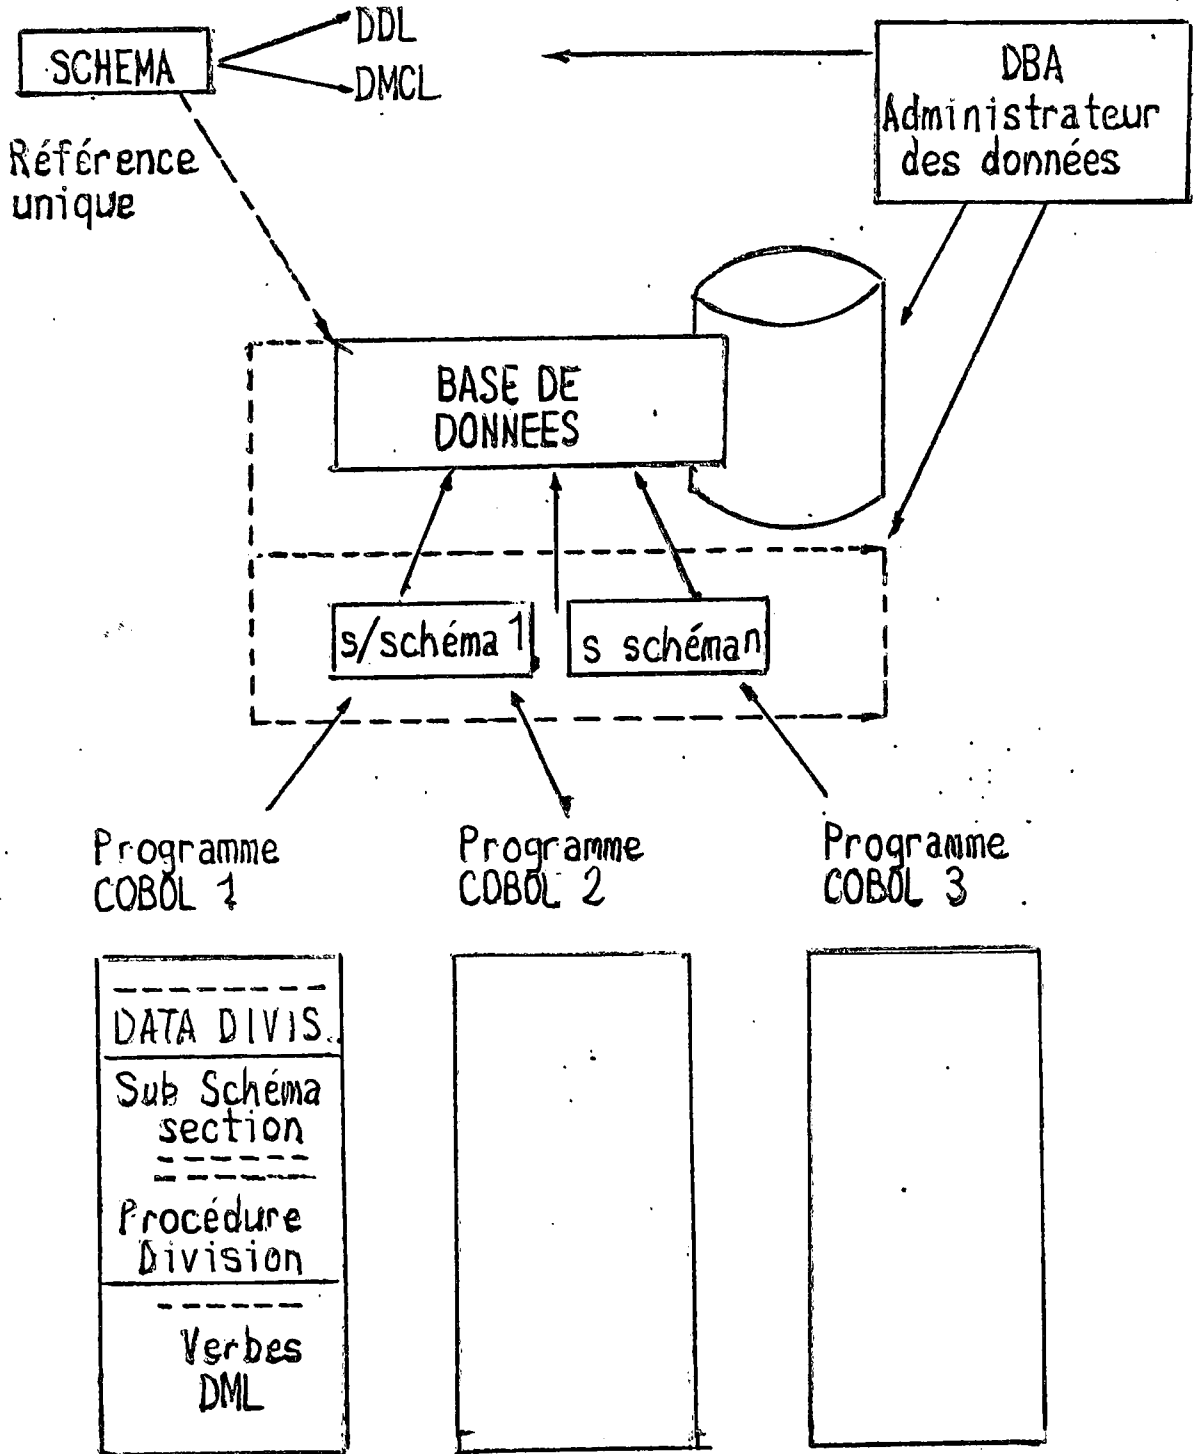 DDL
SCHEMA
DMCL
DBA
Administrateur
des données
Référence
unique
BASE DE
DONNEES
s/schéma 1
s schéma n
Programme
COBOL 1
Programme
COBOL 2
Programme
COBOL 3
DATA DIVIS.
Sub Schéma
section
Procédure
Division
Verbes
DML